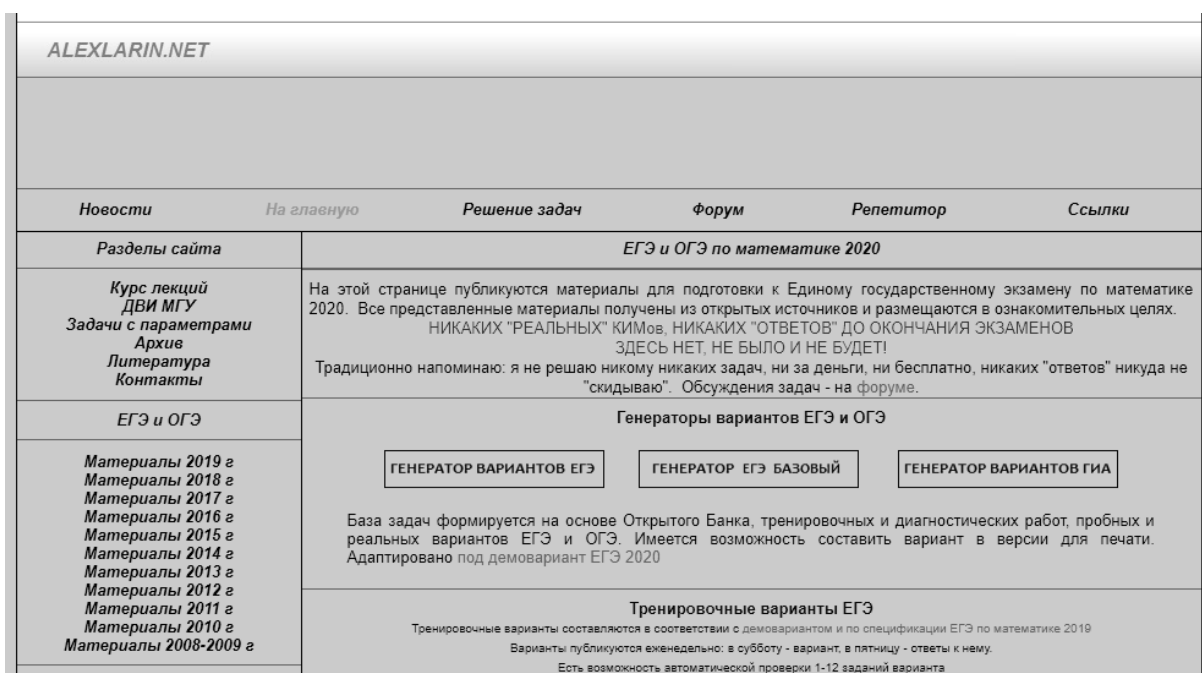 ALEXLARIN.NET
Новости На главную Решение задач Форум Репетитор Ссылки
Разделы сайта
Курс лекций
ДВИ МГУ
Задачи с параметрами
Архив
Литература
Контакты
ЕГЭ и ОГЭ
Материалы 2019 г
Материалы 2018 г
Материалы 2017 г
Материалы 2016 г
Материалы 2015 г
Материалы 2014 г
Материалы 2013 г
Материалы 2012 г
Материалы 2011 г
Материалы 2010 г
Материалы 2008-2009 г
ЕГЭ и ОГЭ по математике 2020
На этой странице публикуются материалы для подготовки к Единому государственному экзамену по математике
2020. Все представленные материалы получены из открытых источников и размещаются в ознакомительных целях.
НИКАКИХ "РЕАЛЬНЫХ" КИМов, НИКАКИХ "ОТВЕТОВ" ДО ОКОНЧАНИЯ ЭКЗАМЕНОВ
ЗДЕСЬ НЕТ, НЕ БЫЛО И НЕ БУДЕТ!
Традиционно напоминаю: я не решаю никому никаких задач, ни за деньги, ни бесплатно, никаких "ответов" никуда не
"скидываю". Обсуждения задач - на форуме.
Генераторы вариантов ЕГЭ и ОГЭ
ГЕНЕРАТОР ВАРИАНТОВ ЕГЭ ГЕНЕРАТОР ЕГЭ БАЗОВЫЙ ГЕНЕРАТОР ВАРИАНТОВ ГИА
База задач формируется на основе Открытого Банка, тренировочных и диагностических работ, пробных и
реальных вариантов ЕГЭ и ОГЭ. Имеется возможность составить вариант в версии для печати.
Адаптировано под демовариант ЕГЭ 2020
Тренировочные варианты ЕГЭ
Тренировочные варианты составляются в соответствии с демовариантом и по спецификации ЕГЭ по математике 2019
Варианты публикуются еженедельно: в субботу - вариант, в пятницу - ответы к нему.
Есть возможность автоматической проверки 1-12 заданий варианта